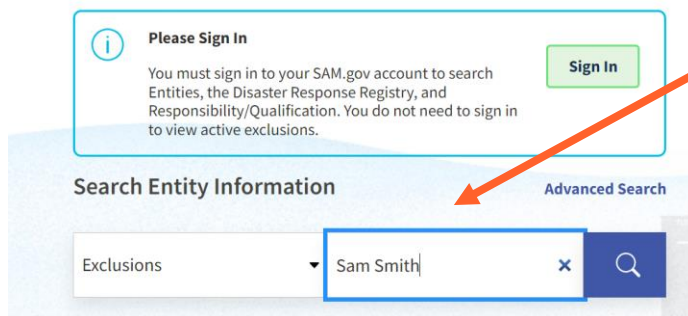 Please Sign In
You must sign in to your SAM.gov account to search
Entities, the Disaster Response Registry, and
Responsibility/Qualification. You do not need to sign in
to view active exclusions.
Sign In
Search Entity Information
Advanced Search
Exclusions
Sam Smith